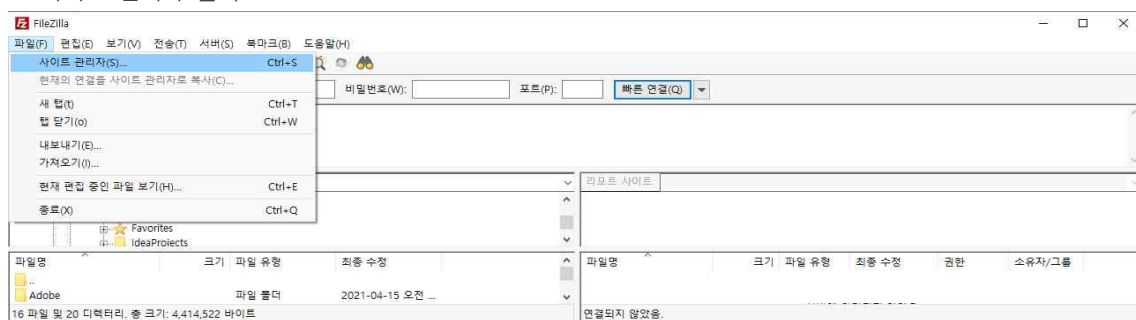 FileZilla
파일(F) 편집(E) 보기(V) 전송(T) 서버(S) 북마크(B) 도움말(H)
사이트 관리자(S)... Ctrl+S
현재의 연결을 사이트 관리자로 복사(C)...
비밀번호(W): 포트(P): 빠른 연결(Q)
새 탭(t) Ctrl+T
탭 닫기(o) Ctrl+W
내보내기(E)...
가져오기(I)...
현재 편집 중인 파일 보기(H)... Ctrl+E
리모트 사이트
종료(X) Ctrl+Q
Favorites
IdeaProjects
파일명 크기 파일 유형 최종 수정
파일명 크기 파일 유형 최종 수정 권한 소유자/그룹
..
Adobe 파일 폴더 2021-04-15 오전 ...
16 파일 및 20 디렉터리. 총 크기: 4,414,522 바이트
연결되지 않았음.